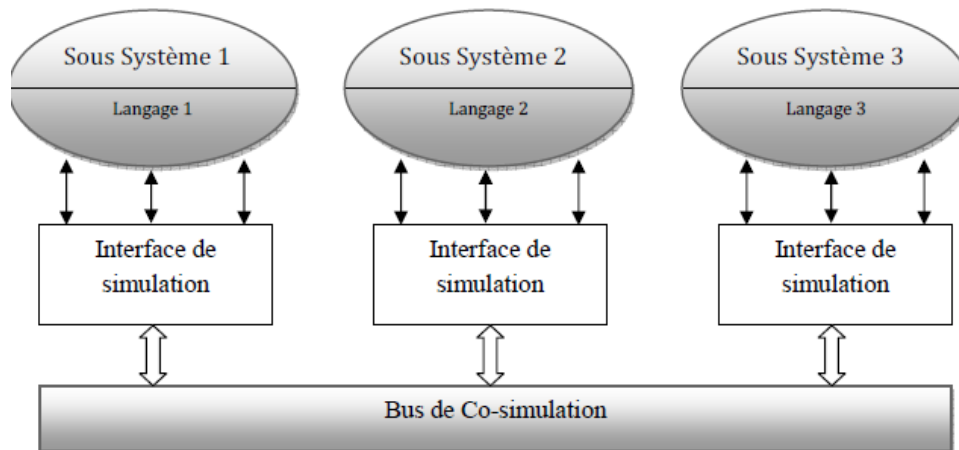 Sous Système 1
Sous Système 2
Sous Système 3
Langage 1
Langage 2
Langage 3
Interface de
simulation
Interface de
simulation
Interface de
simulation
Bus de Co-simulation